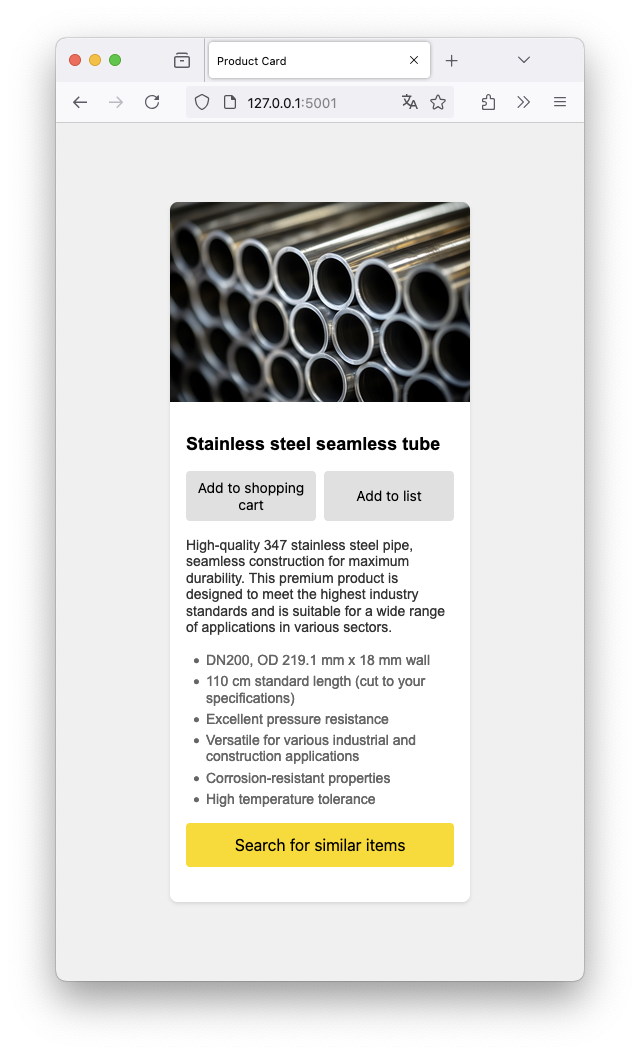 Product Card
127.0.0.1:5001
Stainless steel seamless tube
Add to shopping
cart
Add to list
High-quality 347 stainless steel pipe,
seamless construction for maximum
durability. This premium product is
designed to meet the highest industry
standards and is suitable for a wide range
of applications in various sectors.
DN200, OD 219.1 mm x 18 mm wall
110 cm standard length (cut to your
specifications)
Excellent pressure resistance
Versatile for various industrial and
construction applications
Corrosion-resistant properties
High temperature tolerance
Search for similar items